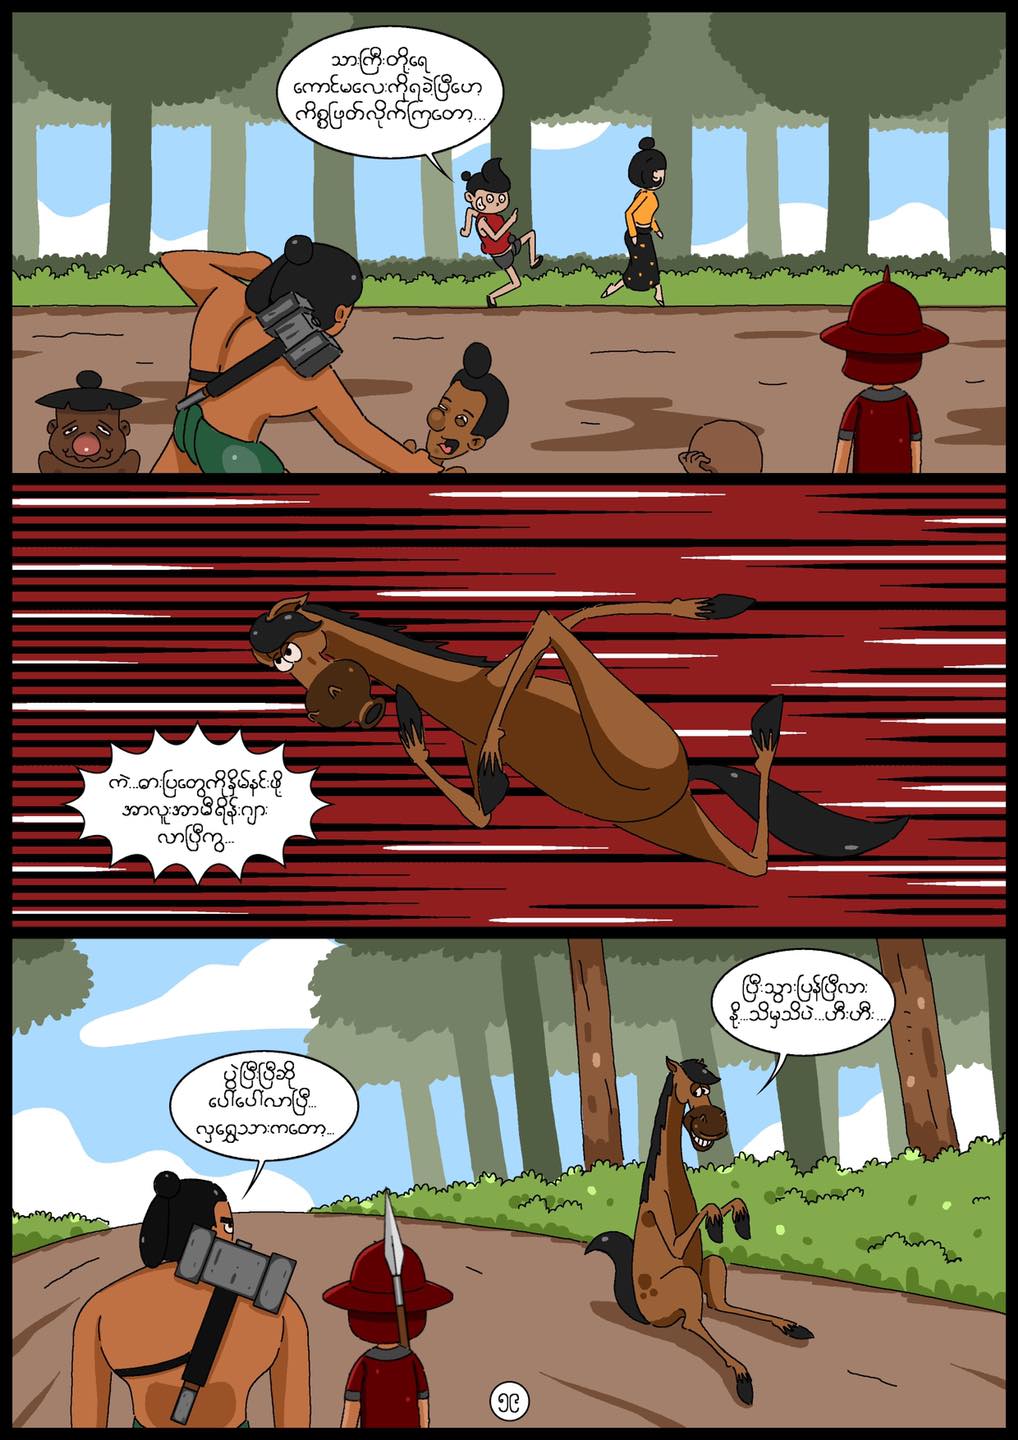 သားကြီးတို့ရေ
ကောင်မလေးကိုရခဲ့ပြီဟေ့
ကိစ္စဖြတ်လိုက်ကြတော့...
ကဲ...ဓားပြတွေကိုနှိမ်နင်းဖို့
အာလူးအာမီရိန်းဂျား
လာပြီကွ...
ပြီးသွားပြန်ပြီလား
နို့...သိမှသိပဲ...ဟီးဟီး...
ပွဲပြီးပြီဆို
ပေါ်ပေါ်လာပြီ...
လှရွှေသားကတော့...
၅၉